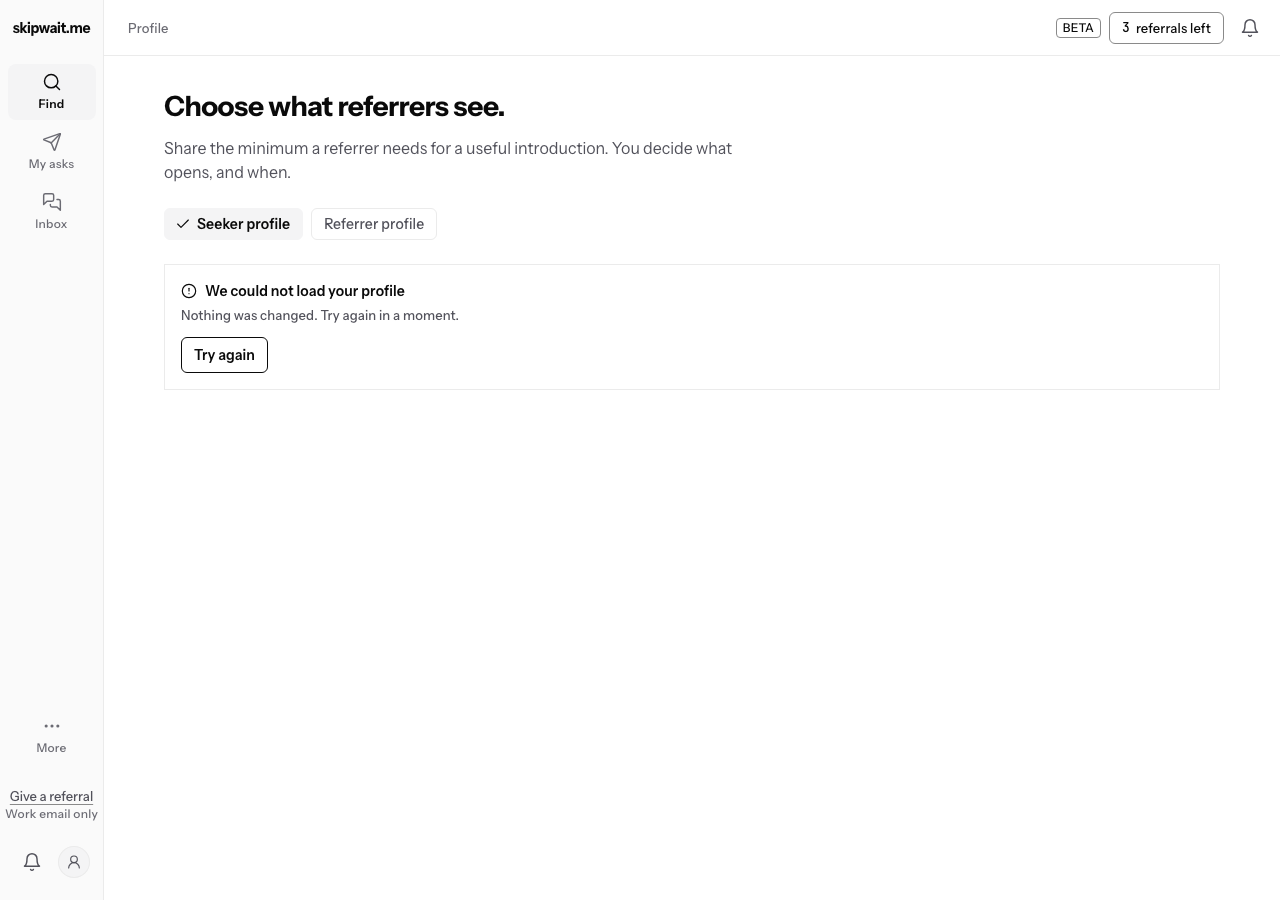 skipwait.me
Find
My asks
Inbox
More
Give a referral
Work email only
Profile
BETA
3 referrals left
Choose what referrers see.
Share the minimum a referrer needs for a useful introduction. You decide what
opens, and when.
Seeker profile
Referrer profile
We could not load your profile
Nothing was changed. Try again in a moment.
Try again